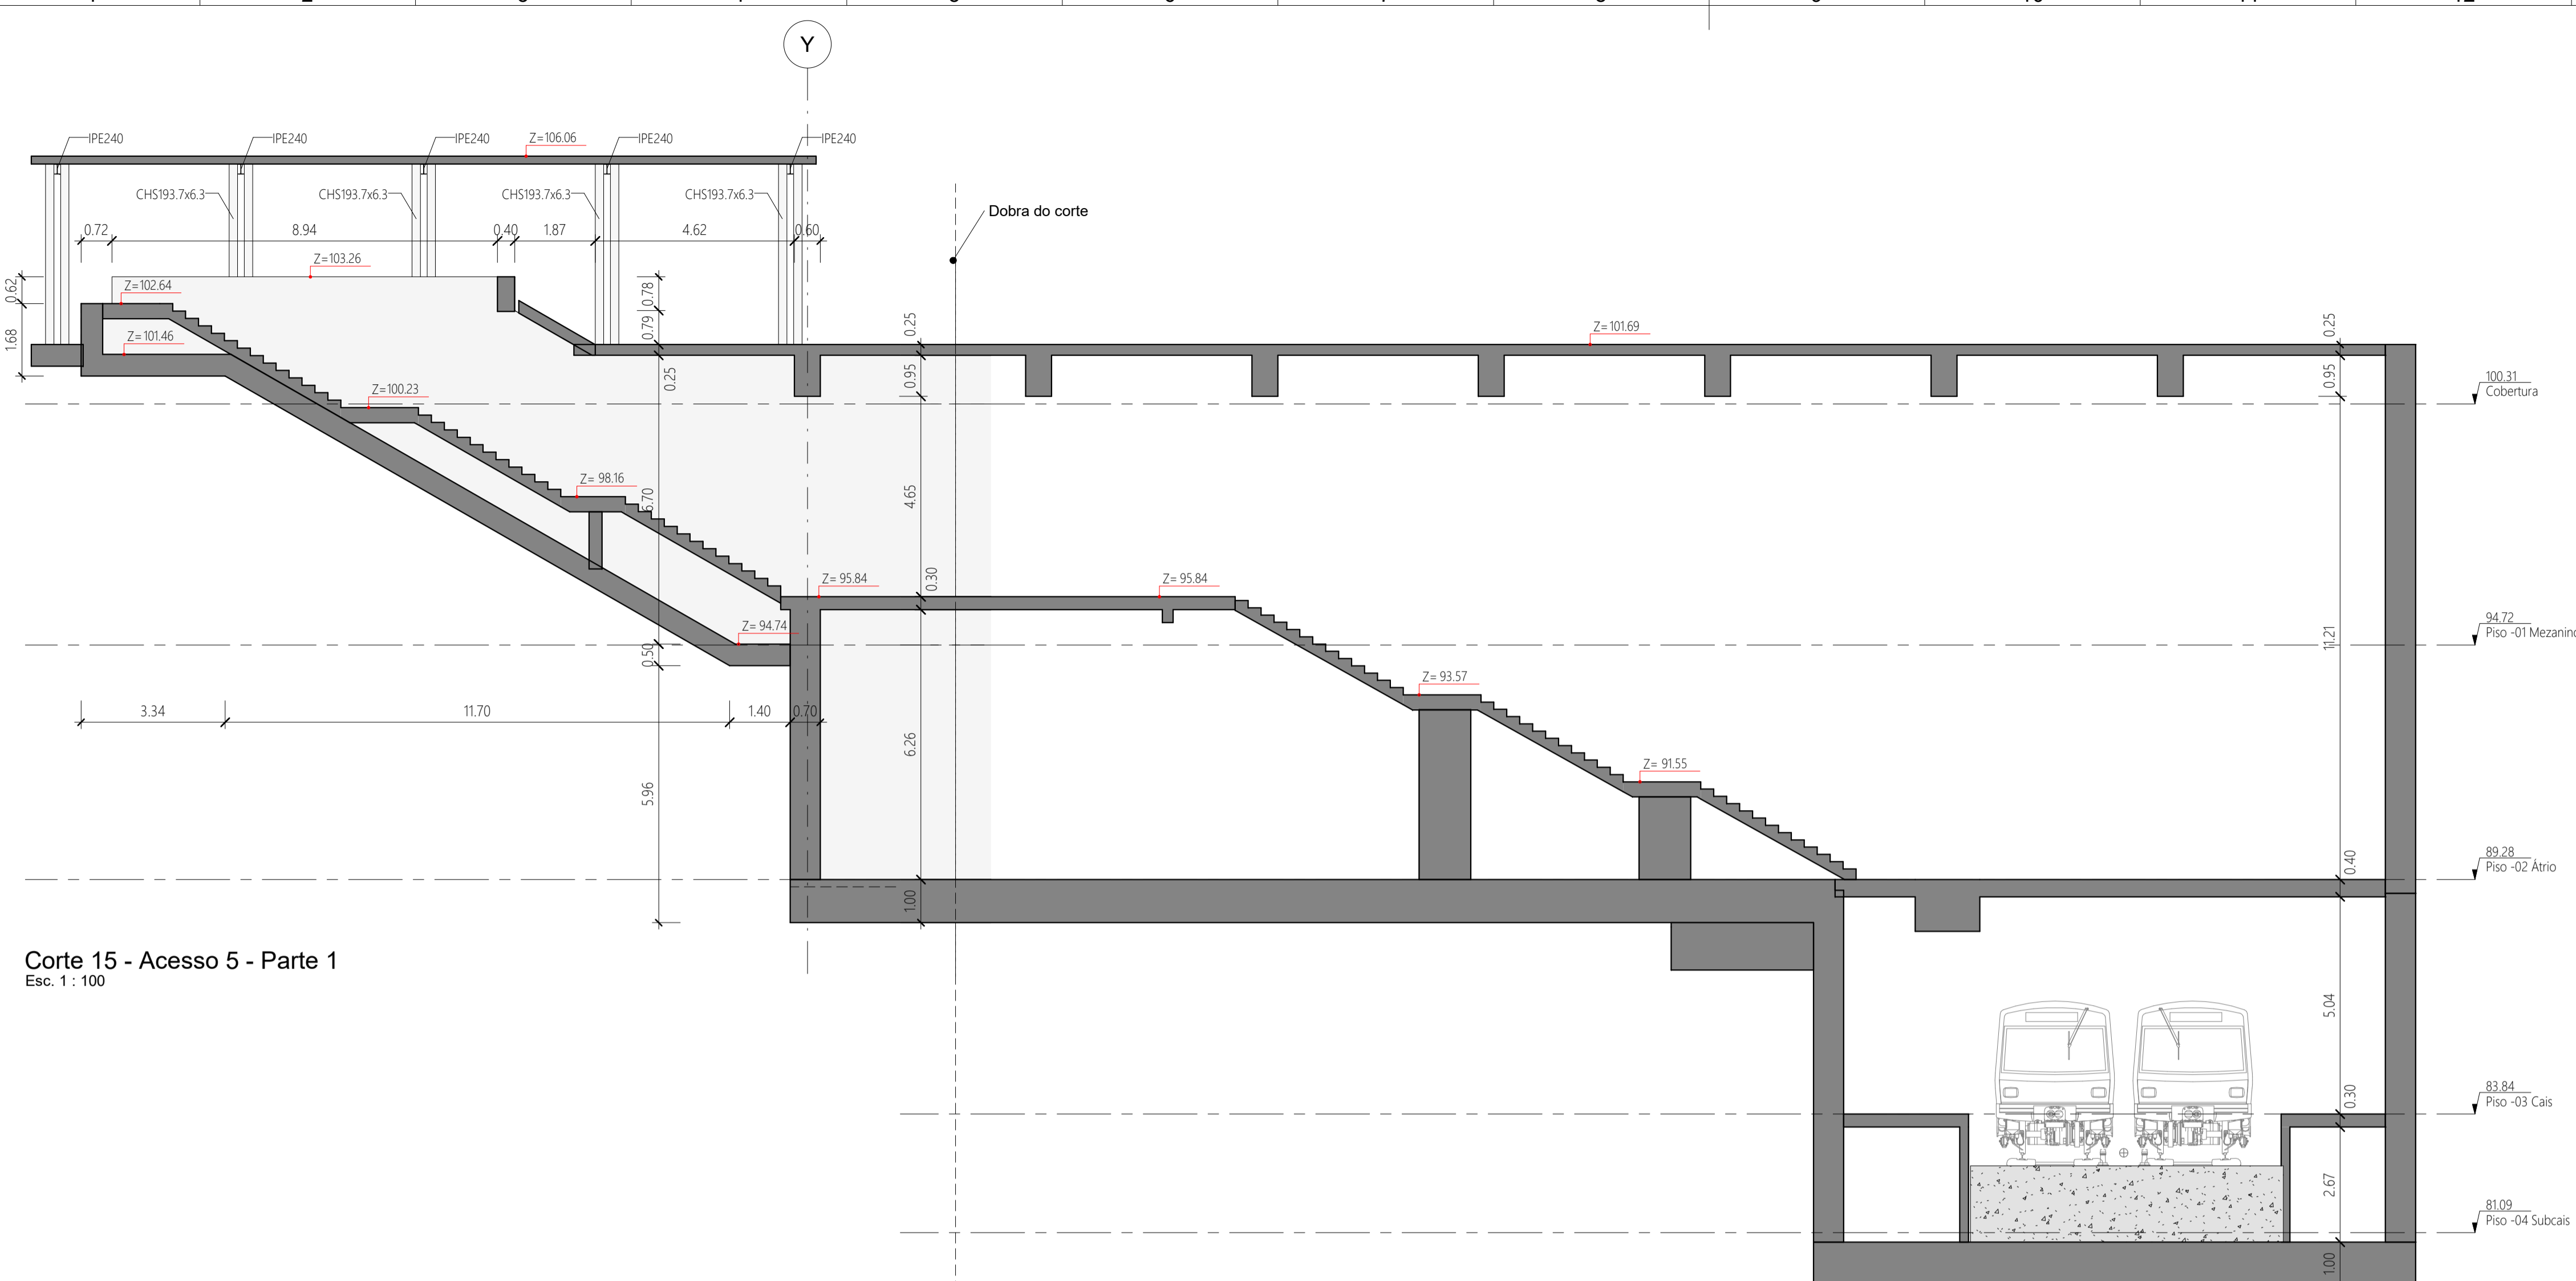 Y
IPE240
IPE240
IPE240
IPE240
IPE240
Z=106.06
CHS193.7x6.3
CHS193.7x6.3
CHS193.7x6.3
CHS193.7x6.3
Dobra do corte
0.72
8.94
0.40
1.87
4.62
0.60
Z=103.26
Z=102.64
0.62
1.68
Z=101.46
0.78
0.79
0.25
0.25
0.95
Z=101.69
0.25
0.95
100.31
Cobertura
Z=100.23
Z= 98.16
6.70
4.65
0.30
Z= 95.84
Z= 95.84
Z= 94.74
0.50
11.21
94.72
Piso -01 Mezanino
Z= 93.57
3.34
11.70
1.40
0.70
6.26
5.96
Z= 91.55
0.40
89.28
Piso -02 Átrio
1.00
Corte 15 - Acesso 5 - Parte 1
Esc. 1 : 100
5.04
0.30
83.84
Piso -03 Cais
2.67
81.09
Piso -04 Subcais
1.00